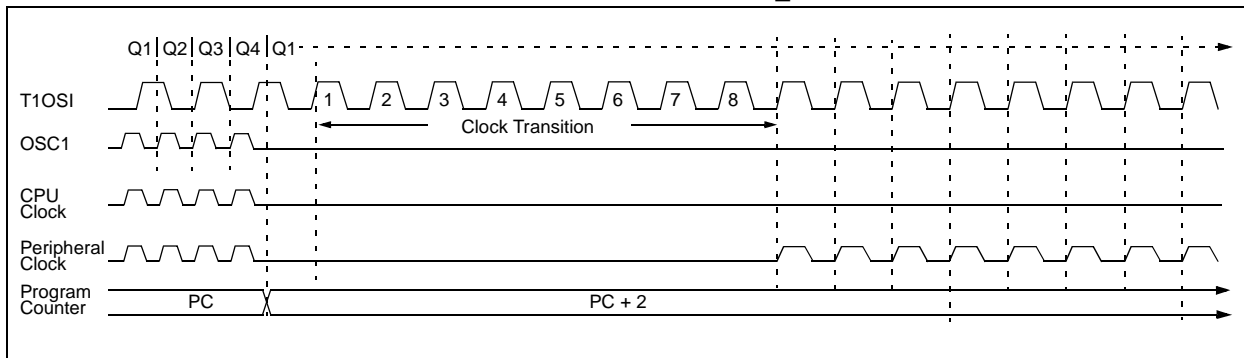 Q1 Q2 Q3 Q4 Q1
T1OSI
1 2 3 4 5 6 7 8
Clock Transition
OSC1
CPU
Clock
Peripheral
Clock
Program
Counter
PC
PC + 2